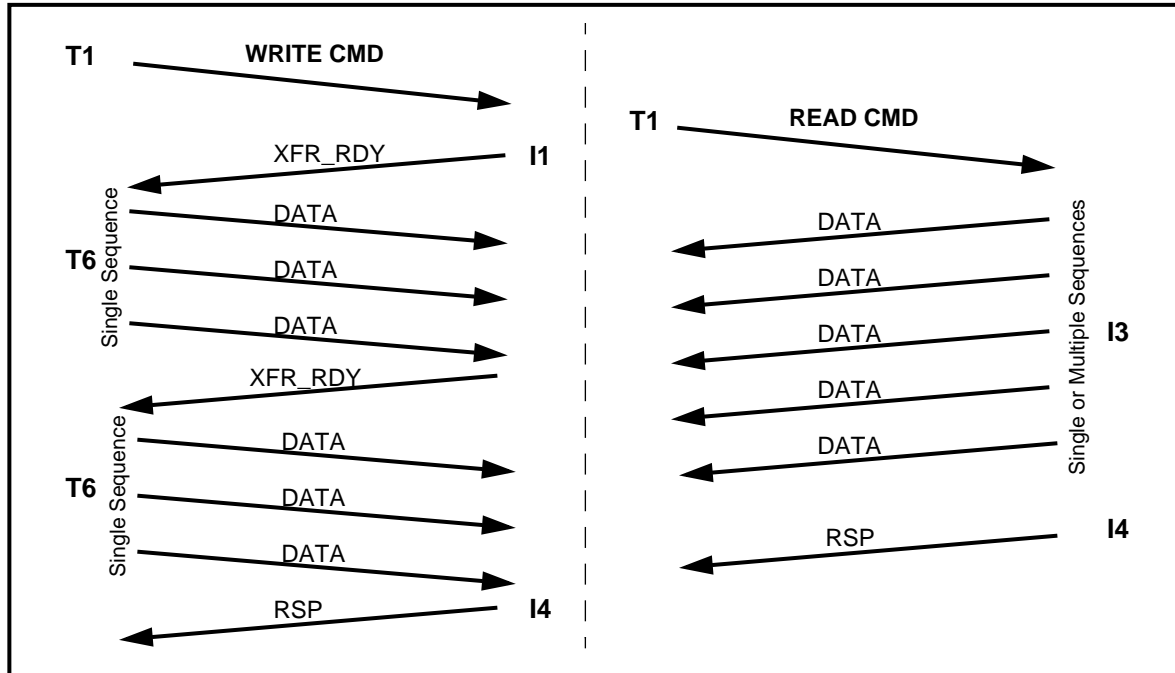 T1
WRITE CMD
XFR_RDY
I1
Single Sequence
T6
DATA
DATA
DATA
XFR_RDY
Single Sequence
T6
DATA
DATA
DATA
RSP
I4
T1
READ CMD
DATA
DATA
DATA
DATA
DATA
Single or Multiple Sequences
I3
RSP
I4